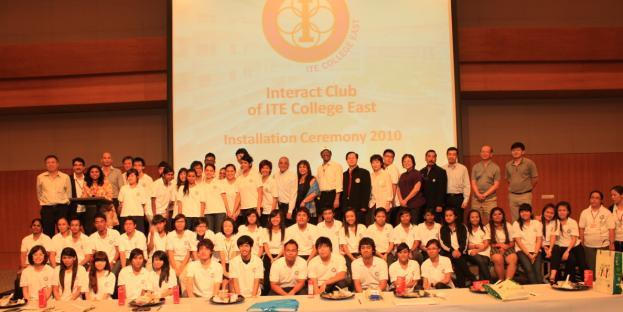 I
ITE COLLEGE EAST
Interact Club
of ITE College East
Installation Ceremony 2010